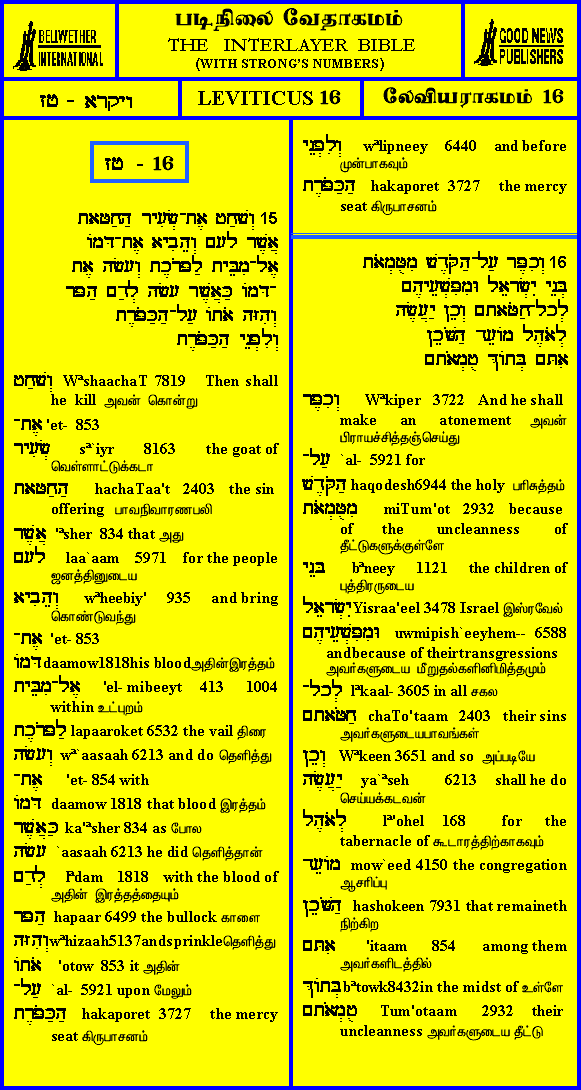 BELLWETHER
INTERNATIONAL
படிநிலை வேதாகமம்
THE INTERLAYER BIBLE
(WITH STRONG'S NUMBERS)
GOOD NEWS
PUBLISHERS
ויקרא - טז
LEVITICUS 16
லேவியராகமம் 16
טז - 16
15 וְשָׁחַט אֶת־שְׂעִיר הַחַטָּאת
אֲשֶׁר לָעָם וְהֵבִיא אֶת־דָּמוֹ
אֶל־מִבֵּית לַפָּרֹכֶת וְעָשָׂה אֶת
־דָּמוֹ כַּאֲשֶׁר עָשָׂה לְדַם הַפָּר
וְהִזָּה אֹתוֹ עַל־הַכַּפֹּרֶת
וְלִפְנֵי הַכַּפֹּרֶת
וְשָׁחַט WªshaachaT 7819 Then shall
he kill அவன் கொன்று
אֶת־ 'et- 853
שְׂעִיר sª`iyr 8163 the goat of
வெள்ளாட்டுக்கடா
הַחַטָּאת hachaTaa't 2403 the sin
offering பாவநிவாரணபலி
אֲשֶׁר 'ªsher 834 that அது
לָעָם laa`aam 5971 for the people
ஜனத்தினுடைய
וְהֵבִיא wªheebiy' 935 and bring
கொண்டுவந்து
אֶת־ 'et- 853
דָּמוֹ daamow1818his bloodஅதின்இரத்தம்
אֶל־מִבֵּית 'el- mibeeyt 413 1004
within உட்புறம்
לַפָּרֹכֶת lapaaroket 6532 the vail திரை
וְעָשָׂה wª`aasaah 6213 and do தெளித்து
אֶת־ 'et- 854 with
דָּמוֹ daamow 1818 that blood இரத்தம்
כַּאֲשֶׁר ka'ªsher 834 as போல
עָשָׂה `aasaah 6213 he did தெளித்தான்
לְדַם lªdam 1818 with the blood of
அதின் இரத்தத்தையும்
הַפָּר hapaar 6499 the bullock காளை
וְהִזָּה wªhizaah5137andsprinkleதெளித்து
אֹתוֹ 'otow 853 it அதின்
עַל־ `al- 5921 upon மேலும்
הַכַּפֹּרֶת hakaporet 3727 the mercy
seat கிருபாசனம்
וְלִפְנֵי wªlipneey 6440 and before
முன்பாகவும்
הַכַּפֹּרֶת hakaporet 3727 the mercy
seat கிருபாசனம்
16 וְכִפֶּר עַל־הַקֹּדֶשׁ מִטֻּמְאֹת
בְּנֵי יִשְׂרָאֵל וּמִפִּשְׁעֵיהֶם
לְכָל־חַטֹּאתָם וְכֵן יַעֲשֶׂה
לְאֹהֶל מוֹעֵד הַשֹּׁכֵן
אִתָּם בְּתוֹךְ טֻמְאֹתָם
וְכִפֶּר Wªkiper 3722 And he shall
make an atonement அவன்
பிராயச்சித்தஞ்செய்து
עַל־ `al- 5921 for
הַקֹּדֶשׁ haqodesh6944 the holy பரிசுத்தம்
מִטֻּמְאֹת miTum'ot 2932 because
of the uncleanness of
தீட்டுகளுக்குள்ளே
בְּנֵי bªneey 1121 the children of
புத்திரருடைய
יִשְׂרָאֵל Yisraa'eel 3478 Israel இஸ்ரவேல்
וּמִפִּשְׁעֵיהֶם uwmipish`eeyhem-- 6588
andbecause of theirtransgressions
அவர்களுடைய மீறுதல்களினிமித்தமும்
לְכָל־ lªkaal- 3605 in all சகல
חַטֹּאתָם chaTo'taam 2403 their sins
அவர்களுடையபாவங்கள்
וְכֵן Wªkeen 3651 and so அப்படியே
יַעֲשֶׂה ya`ªseh 6213 shall he do
செய்யக்கடவன்
לְאֹהֶל lª'ohel 168 for the
tabernacle of கூடாரத்திற்காகவும்
מוֹעֵד mow`eed 4150 the congregation
ஆசரிப்பு
הַשֹּׁכֵן hashokeen 7931 that remaineth
நிற்கிற
אִתָּם 'itaam 854 among them
அவர்களிடத்தில்
בְּתוֹךְ bªtowk8432in the midst of உள்ளே
טֻמְאֹתָם Tum'otaam 2932 their
uncleanness அவர்களுடைய தீட்டு